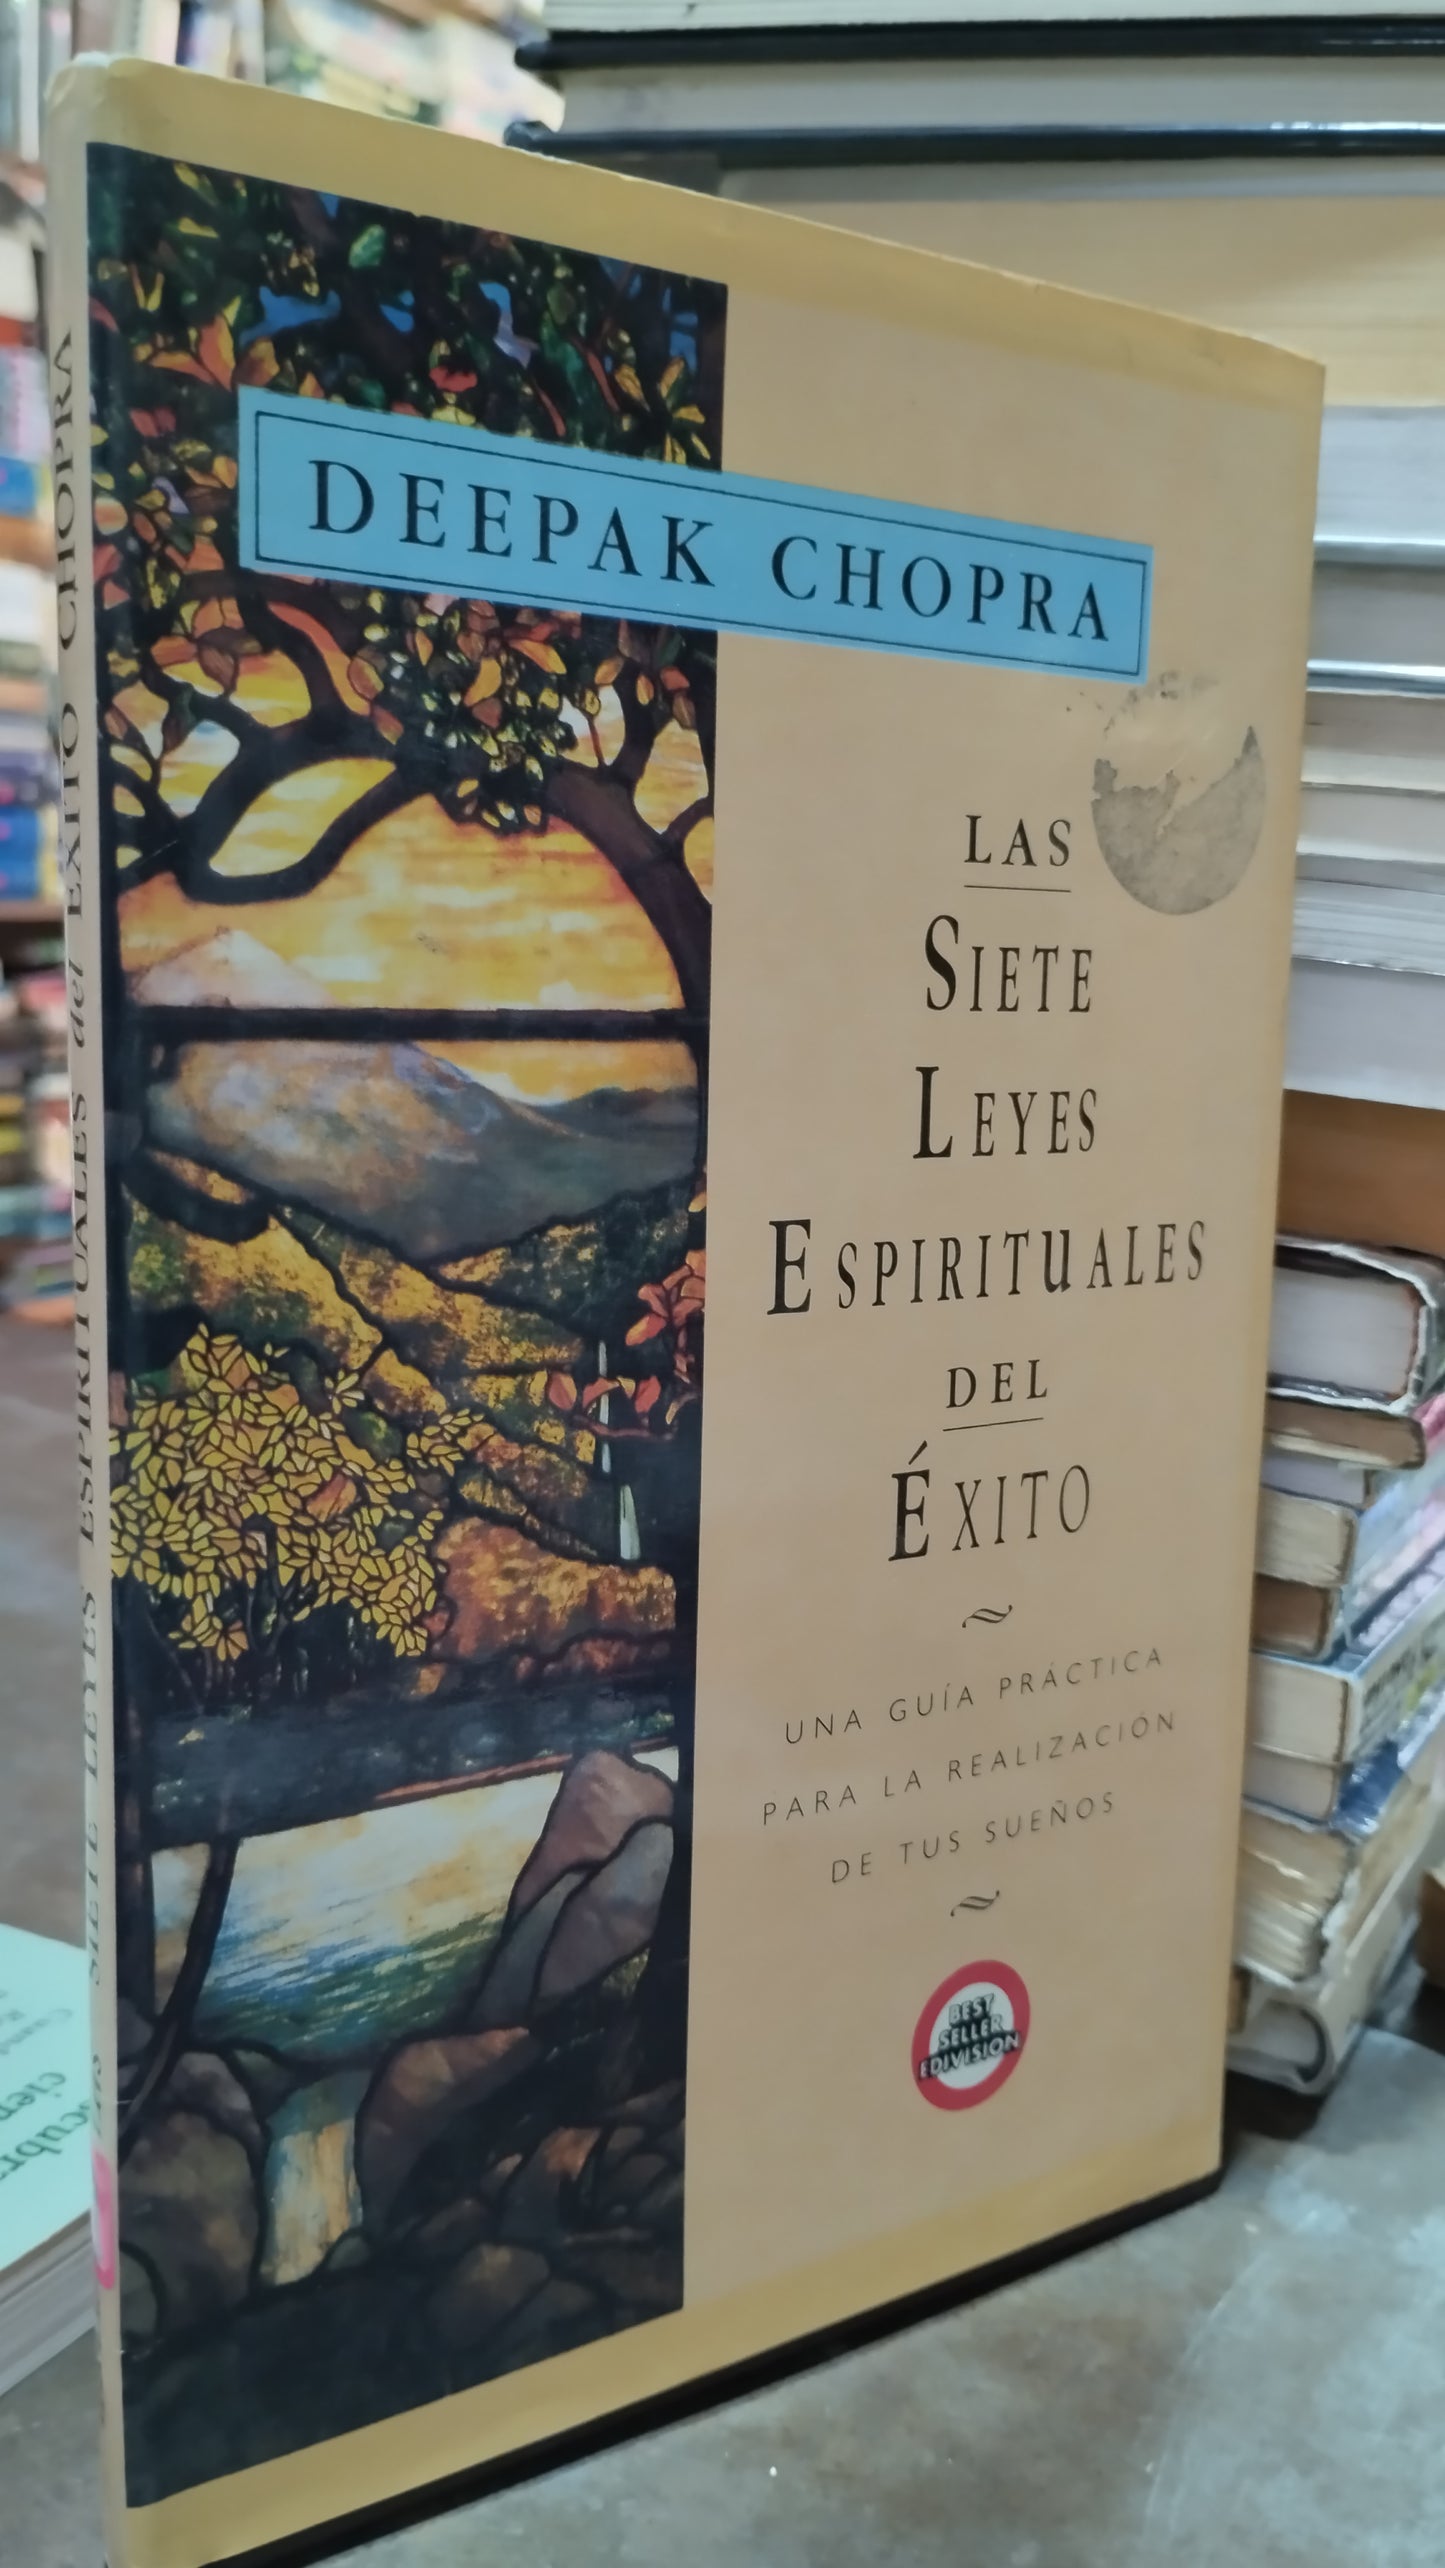 DEEPAK CHOPRA
LAS
SIETE
LEYES
ESPIRITUALES
DEL
ÉXITO
UNA GUÍA PRÁCTICA
PARA LA REALIZACIÓN
DE TUS SUEÑOS
BEST
SELLER
EDIVISION
LAS SIETE LEYES ESPIRITUALES del ÉXITO CHOPRA